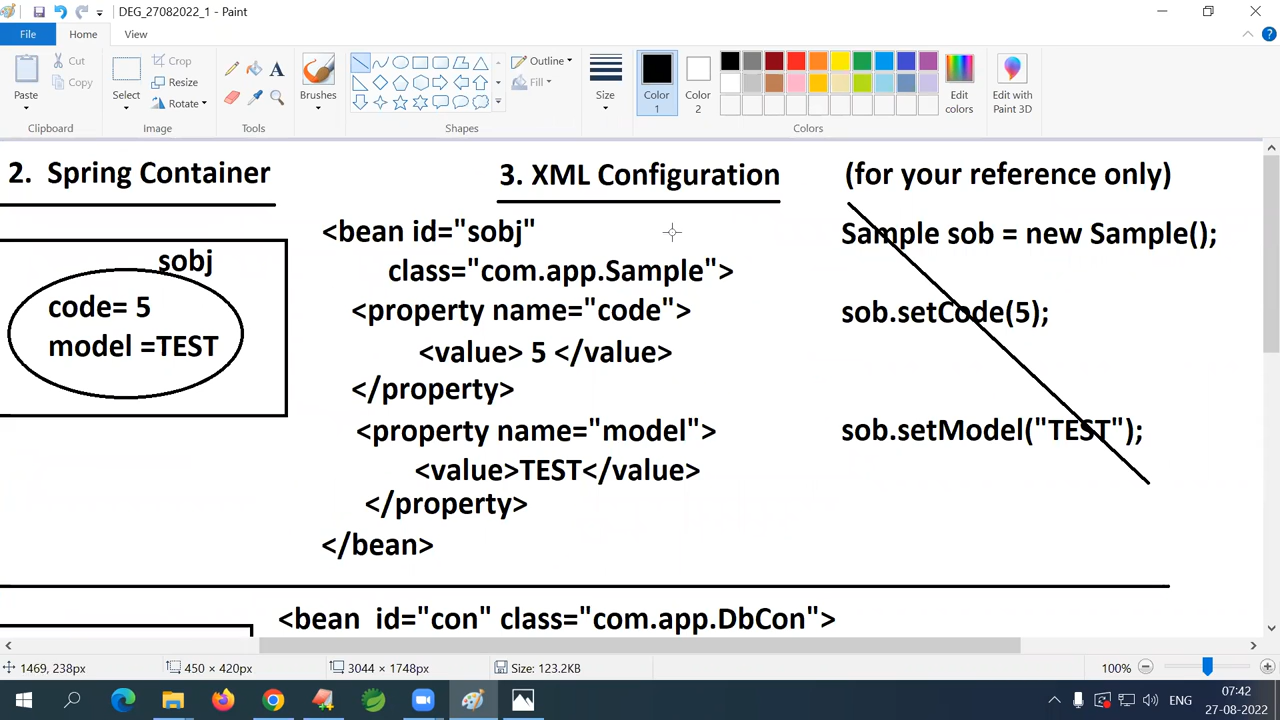 DEG_27082022_1 - Paint
File Home View
Paste Cut Copy Clipboard
Select Crop Resize Rotate Image
Tools
Brushes
Outline Fill Shapes
Size
Color 1 Color 2 Edit colors Colors
Edit with Paint 3D
2. Spring Container
sobj
code= 5
model =TEST
3. XML Configuration
<bean id="sobj"
class="com.app.Sample">
<property name="code">
<value> 5 </value>
</property>
<property name="model">
<value>TEST</value>
</property>
</bean>
(for your reference only)
Sample sob = new Sample();
sob.setCode(5);
sob.setModel("TEST");
<bean id="con" class="com.app.DbCon">
1469, 238px 450 × 420px 3044 × 1748px Size: 123.2KB 100%
ENG 07:42
27-08-2022